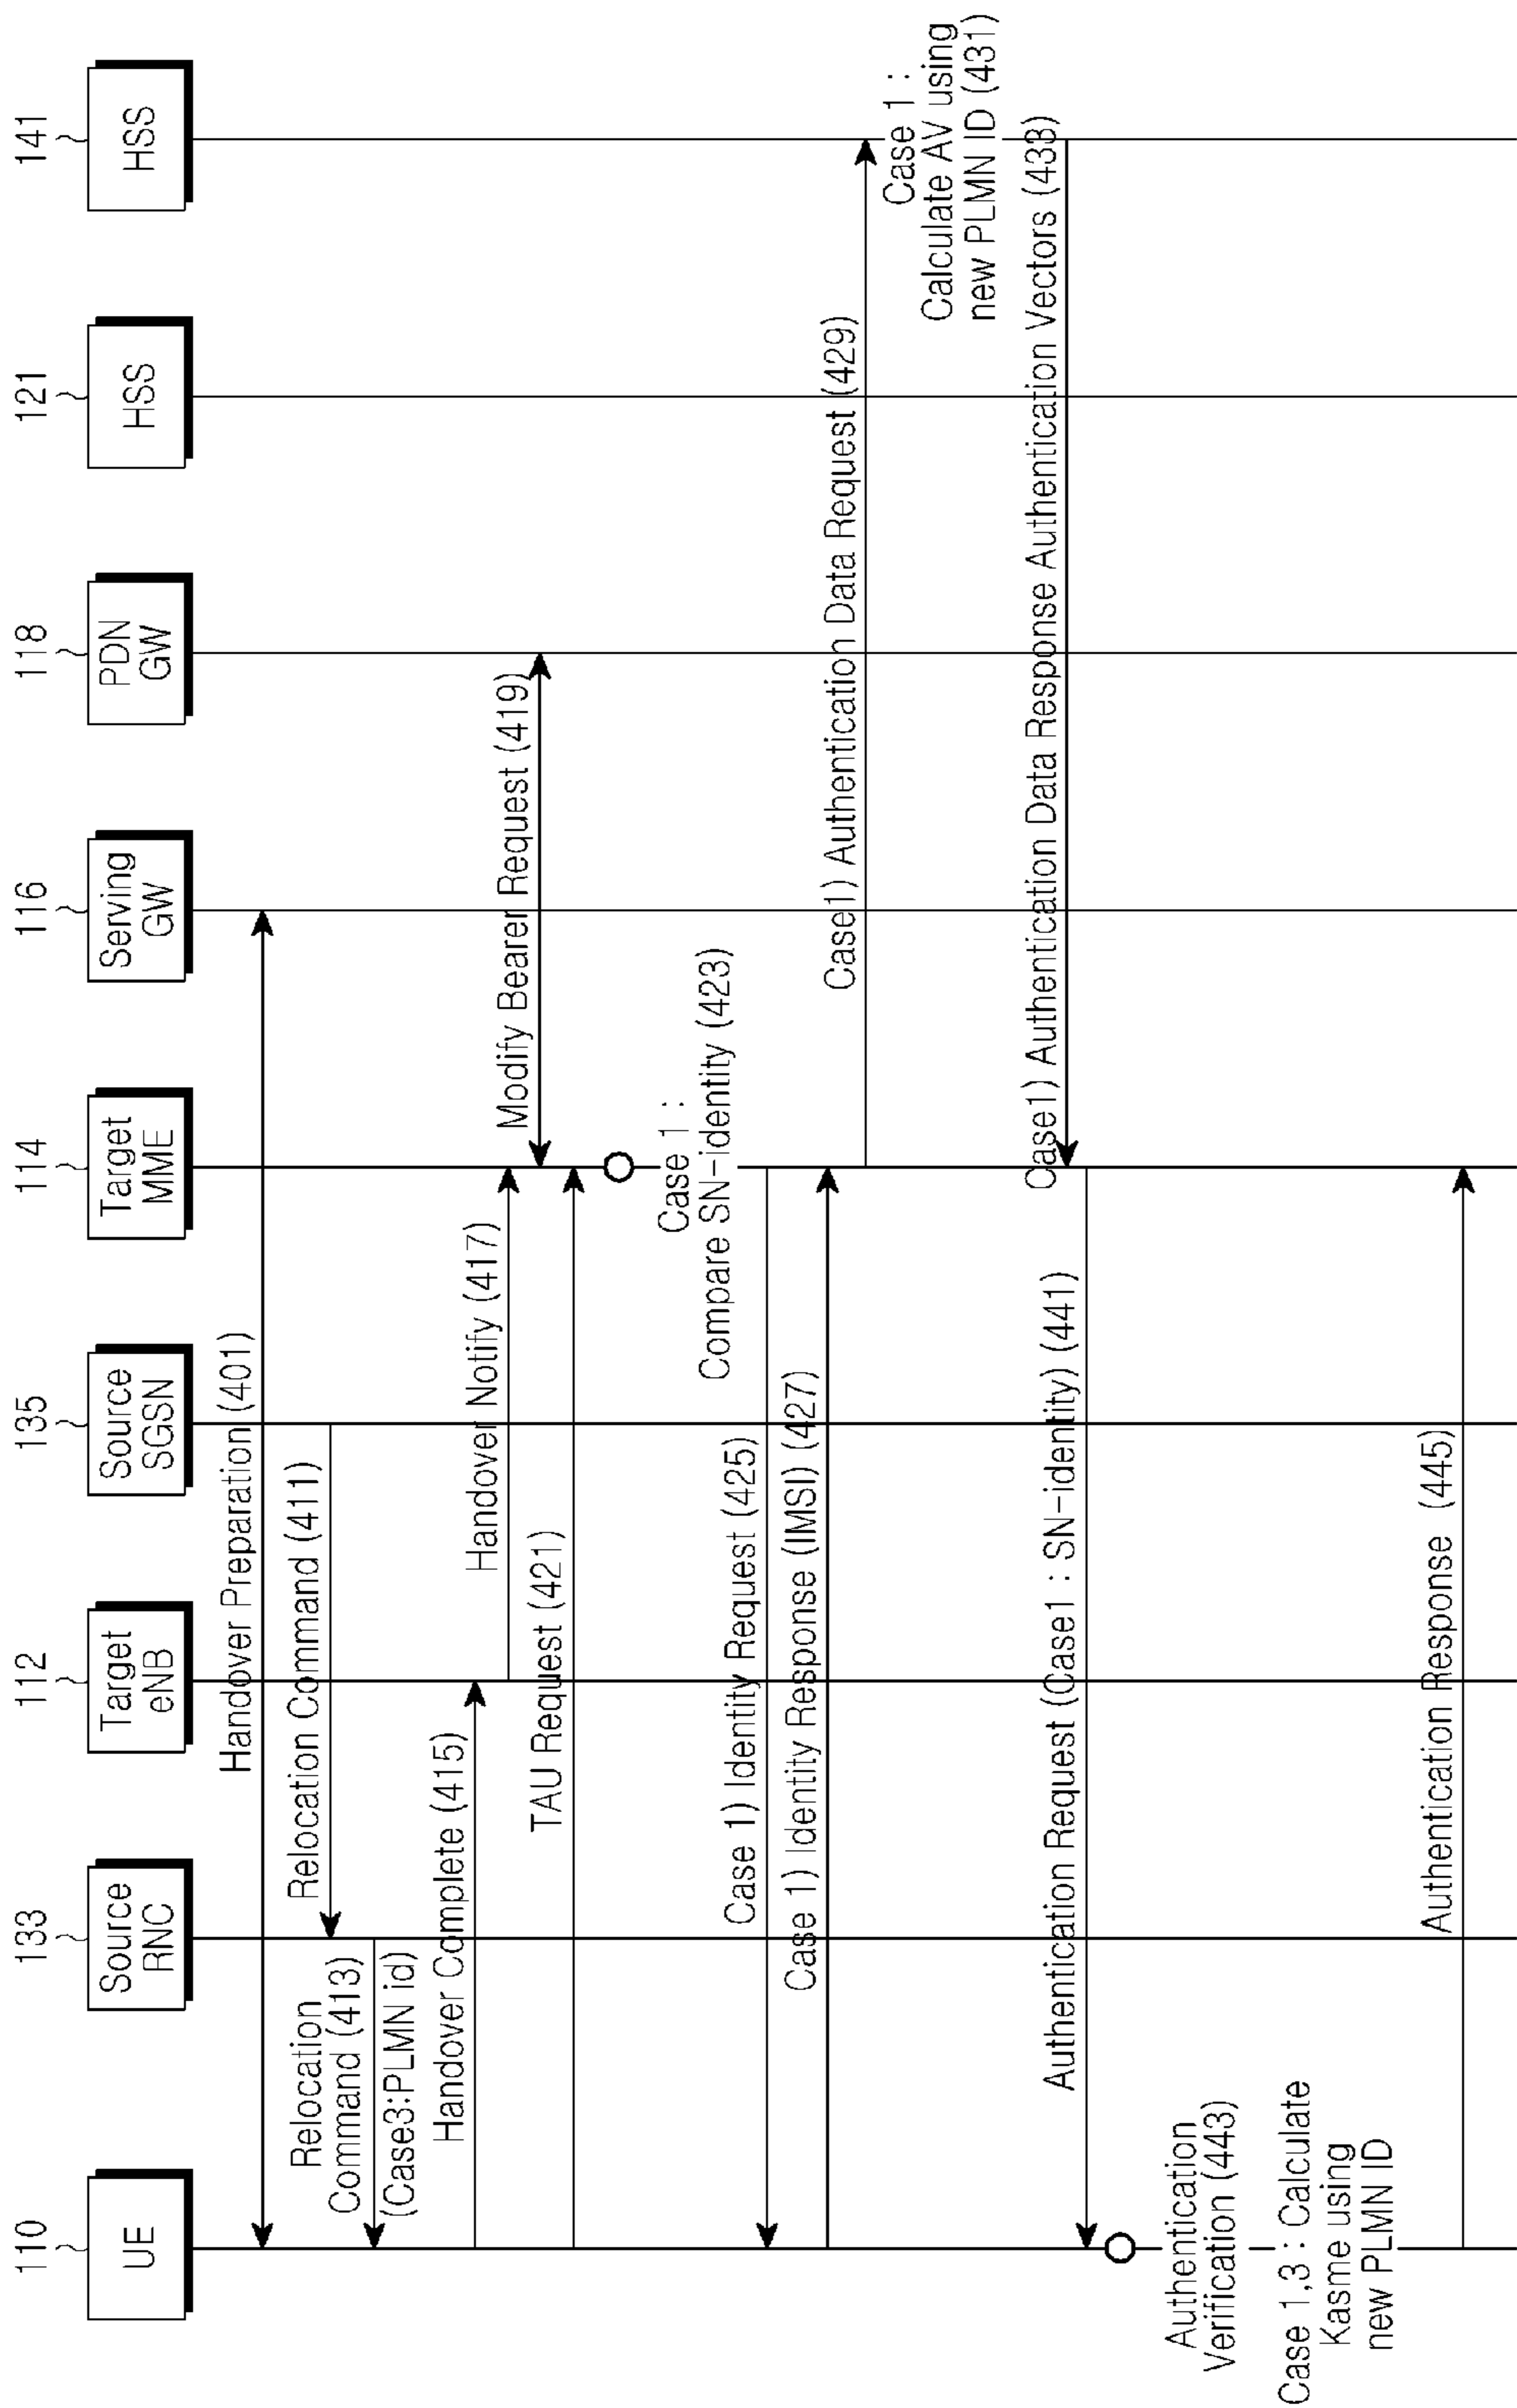 110
UE
133
Source
RNC
112
Target
eNB
135
Source
SGSN
114
Target
MME
116
Serving
GW
118
PDN
GW
121
HSS
141
HSS
Handover Preparation (401)
Relocation Command (411)
Relocation
Command (413)
(Case3:PLMN id)
Handover Complete (415)
Handover Notify (417)
Modify Bearer Request (419)
TAU Request (421)
Case 1 :
Compare SN-identity (423)
Case 1) Identity Request (425)
Case 1) Identity Response (IMSI) (427)
Case1) Authentication Data Request (429)
Case 1 :
Calculate AV using
new PLMN ID (431)
Case1) Authentication Data Response Authentication Vectors (433)
Authentication Request (Case1 : SN-identity) (441)
Authentication
Verification (443)
Case 1,3 : Calculate
Kasme using
new PLMN ID
Authentication Response (445)